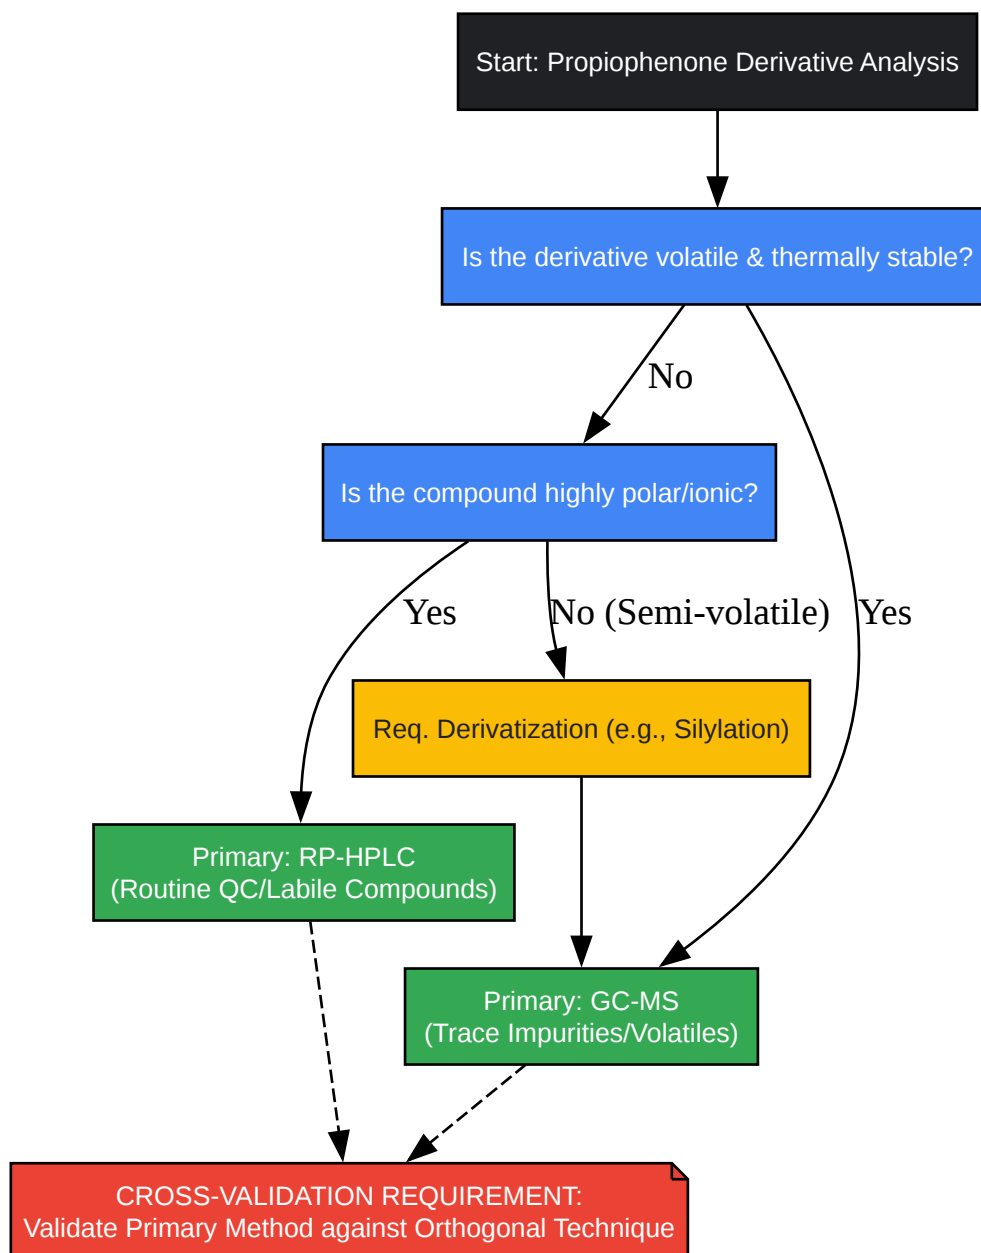 Start: Propiophenone Derivative Analysis
Is the derivative volatile & thermally stable?
No
Is the compound highly polar/ionic?
Yes
No (Semi-volatile)
Yes
Req. Derivatization (e.g., Silylation)
Primary: RP-HPLC
(Routine QC/Labile Compounds)
Primary: GC-MS
(Trace Impurities/Volatiles)
CROSS-VALIDATION REQUIREMENT:
Validate Primary Method against Orthogonal Technique